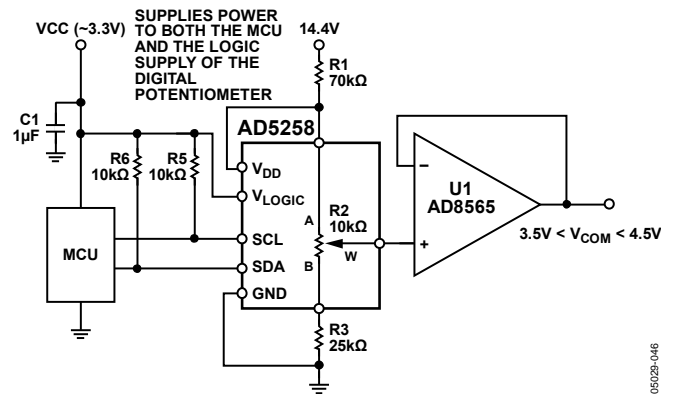 SUPPLIES POWER
TO BOTH THE MCU
AND THE LOGIC
SUPPLY OF THE
DIGITAL
POTENTIOMETER
VCC (~3.3V)
14.4V
R1
70kΩ
C1
1µF
R6
10kΩ
R5
10kΩ
AD5258
VDD
VLOGIC
SCL
SDA
GND
MCU
A
R2
10kΩ
B
W
R3
25kΩ
–
+
U1
AD8565
3.5V < VCOM < 4.5V
05029-046